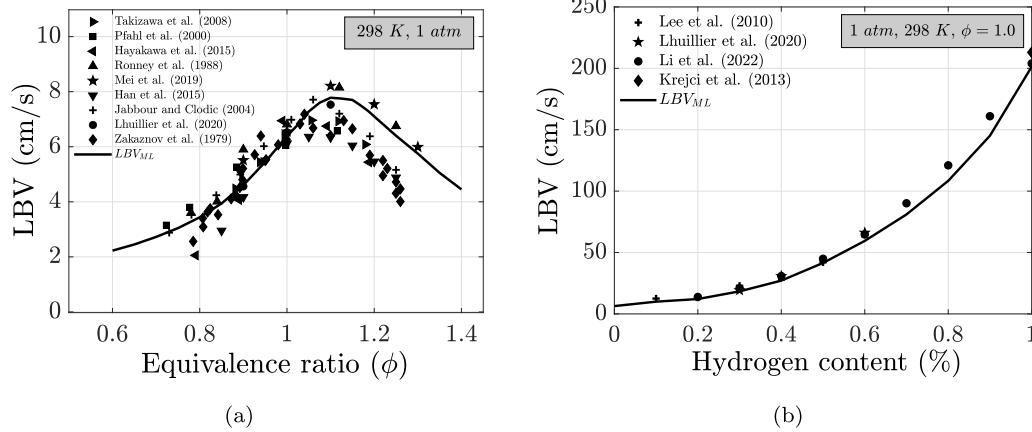 10
8
6
4
2
0
LBV (cm/s)
Takizawa et al. (2008)
Pfahl et al. (2000)
Hayakawa et al. (2015)
Ronney et al. (1988)
Mei et al. (2019)
Han et al. (2015)
Jabbour and Clodic (2004)
Lhuillier et al. (2020)
Zakaznov et al. (1979)
LBV_ML
298 K, 1 atm
0.6 0.8 1 1.2 1.4
Equivalence ratio (ϕ)
(a)
250
200
150
100
50
0
LBV (cm/s)
Lee et al. (2010)
Lhuillier et al. (2020)
Li et al. (2022)
Krejci et al. (2013)
LBV_ML
1 atm, 298 K, ϕ = 1.0
0 0.2 0.4 0.6 0.8 1
Hydrogen content (%)
(b)